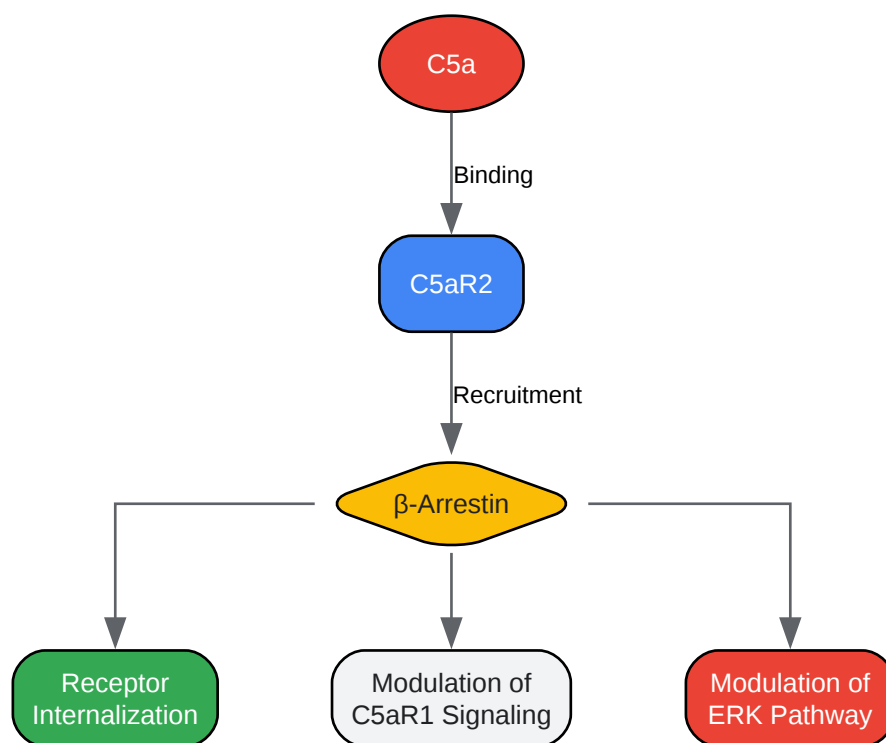 C5a
Binding
C5aR2
Recruitment
β-Arrestin
Receptor
Internalization
Modulation of
C5aR1 Signaling
Modulation of
ERK Pathway